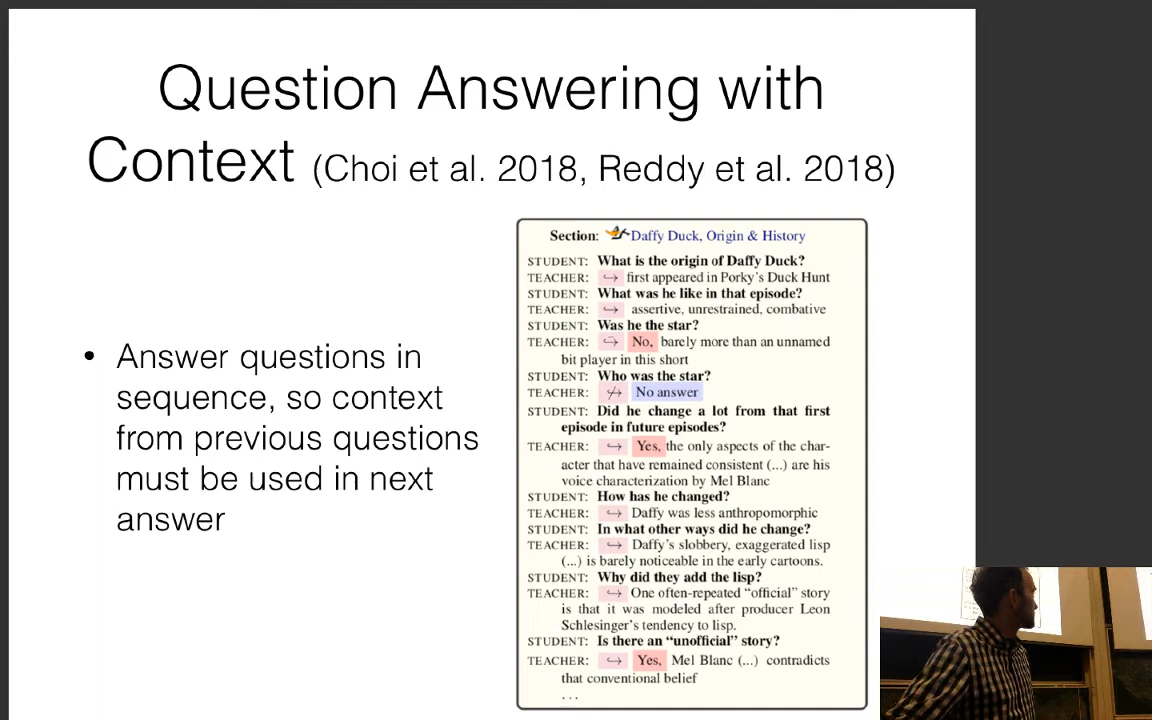 Question Answering with
Context (Choi et al. 2018, Reddy et al. 2018)
• Answer questions in
sequence, so context
from previous questions
must be used in next
answer
Section: Daffy Duck, Origin & History
STUDENT: What is the origin of Daffy Duck?
TEACHER: ↪ first appeared in Porky's Duck Hunt
STUDENT: What was he like in that episode?
TEACHER: ↪ assertive, unrestrained, combative
STUDENT: Was he the star?
TEACHER: ↪ No, barely more than an unnamed
bit player in this short
STUDENT: Who was the star?
TEACHER: ↪̸ No answer
STUDENT: Did he change a lot from that first
episode in future episodes?
TEACHER: ↪ Yes, the only aspects of the char-
acter that have remained consistent (...) are his
voice characterization by Mel Blanc
STUDENT: How has he changed?
TEACHER: ↪ Daffy was less anthropomorphic
STUDENT: In what other ways did he change?
TEACHER: ↪ Daffy's slobbery, exaggerated lisp
(...) is barely noticeable in the early cartoons.
STUDENT: Why did they add the lisp?
TEACHER: ↪ One often-repeated "official" story
is that it was modeled after producer Leon
Schlesinger's tendency to lisp.
STUDENT: Is there an "unofficial" story?
TEACHER: ↪ Yes, Mel Blanc (...) contradicts
that conventional belief
...